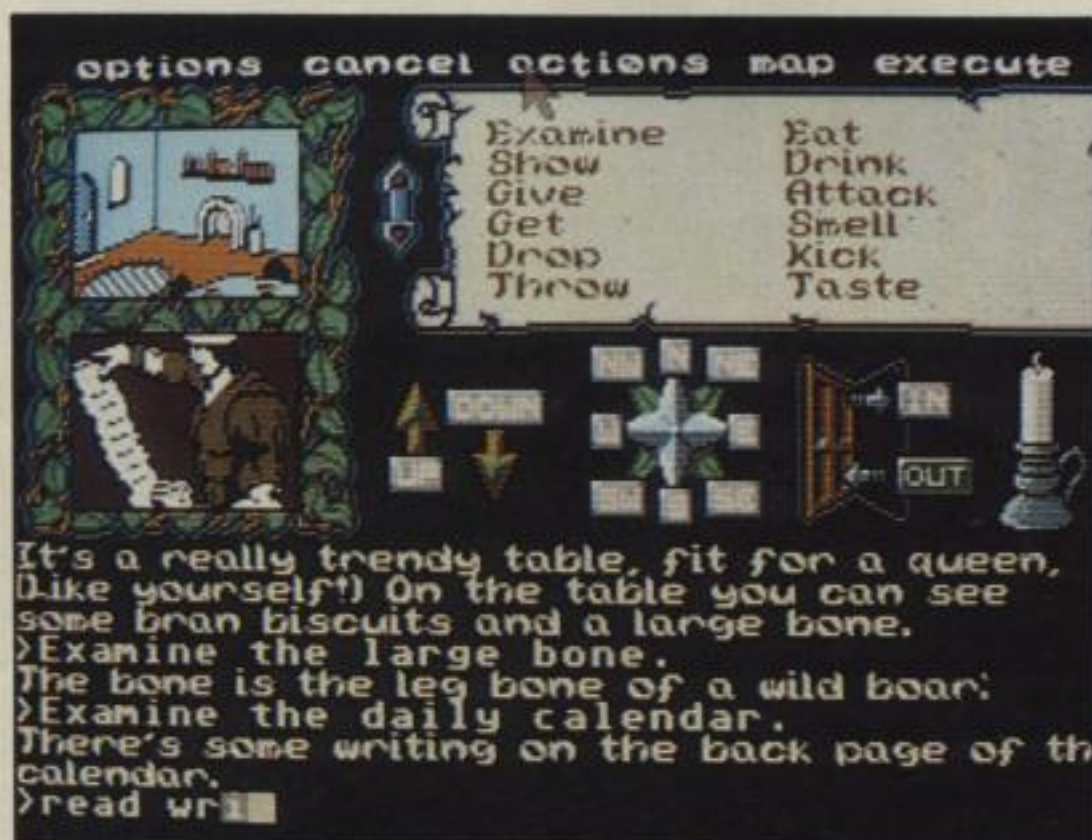 options cancel actions map execute
Examine Eat
Show Drink
Give Attack
Get Smell
Drop Kick
Throw Taste
N
DOWN
IN
UP
OUT
It's a really trendy table, fit for a queen,
(Like yourself!) On the table you can see
some bran biscuits and a large bone.
>Examine the large bone.
The bone is the leg bone of a wild boar.
>Examine the daily calendar.
There's some writing on the back page of th
calendar.
>read wri